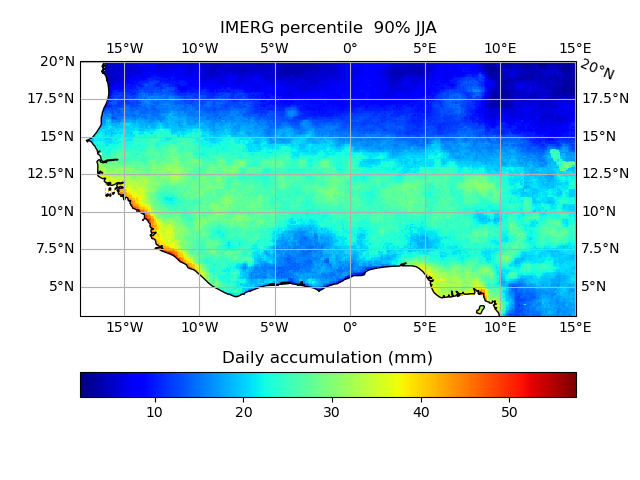 IMERG percentile  90% JJA
15°W 10°W 5°W 0° 5°E 10°E 15°E
20°N 20°N
17.5°N 17.5°N
15°N 15°N
12.5°N 12.5°N
10°N 10°N
7.5°N 7.5°N
5°N 5°N
15°W 10°W 5°W 0° 5°E 10°E 15°E
Daily accumulation (mm)
10 20 30 40 50